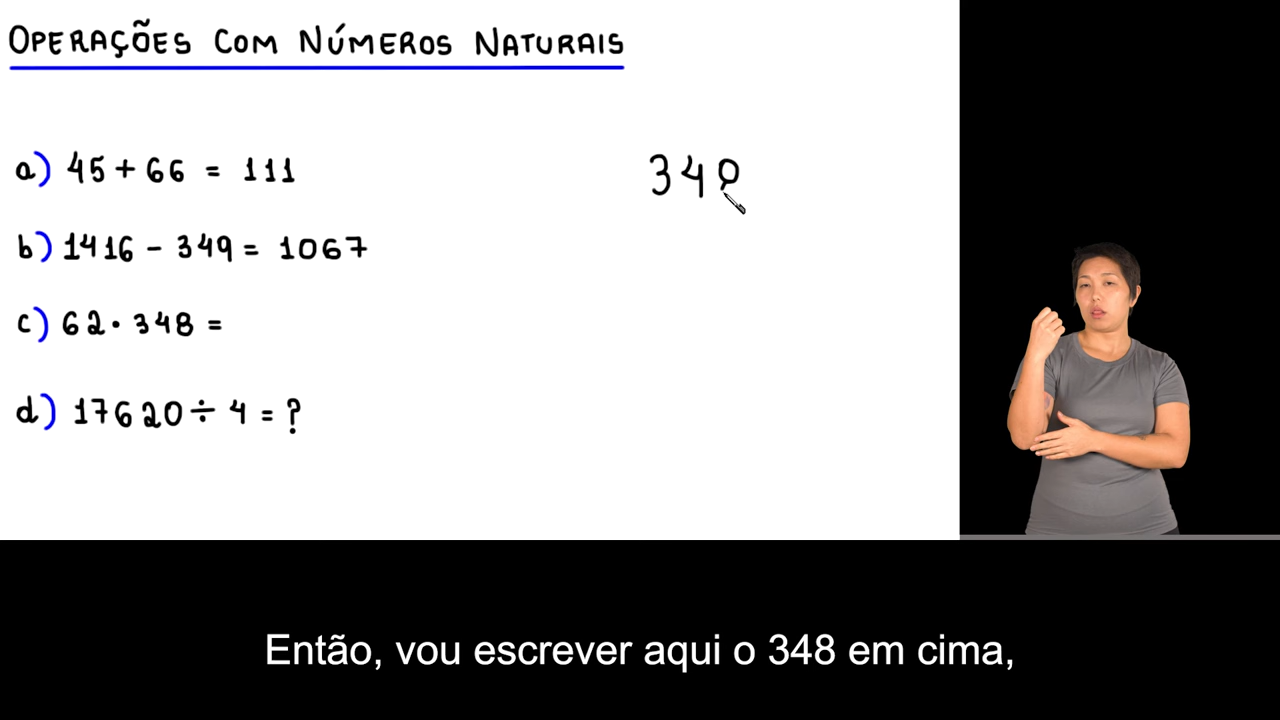 OPERAÇÕES COM NÚMEROS NATURAIS
a) 45 + 66 = 111
348
b) 1416 - 349 = 1067
c) 62 · 348 =
d) 17620 ÷ 4 = ?
Então, vou escrever aqui o 348 em cima,